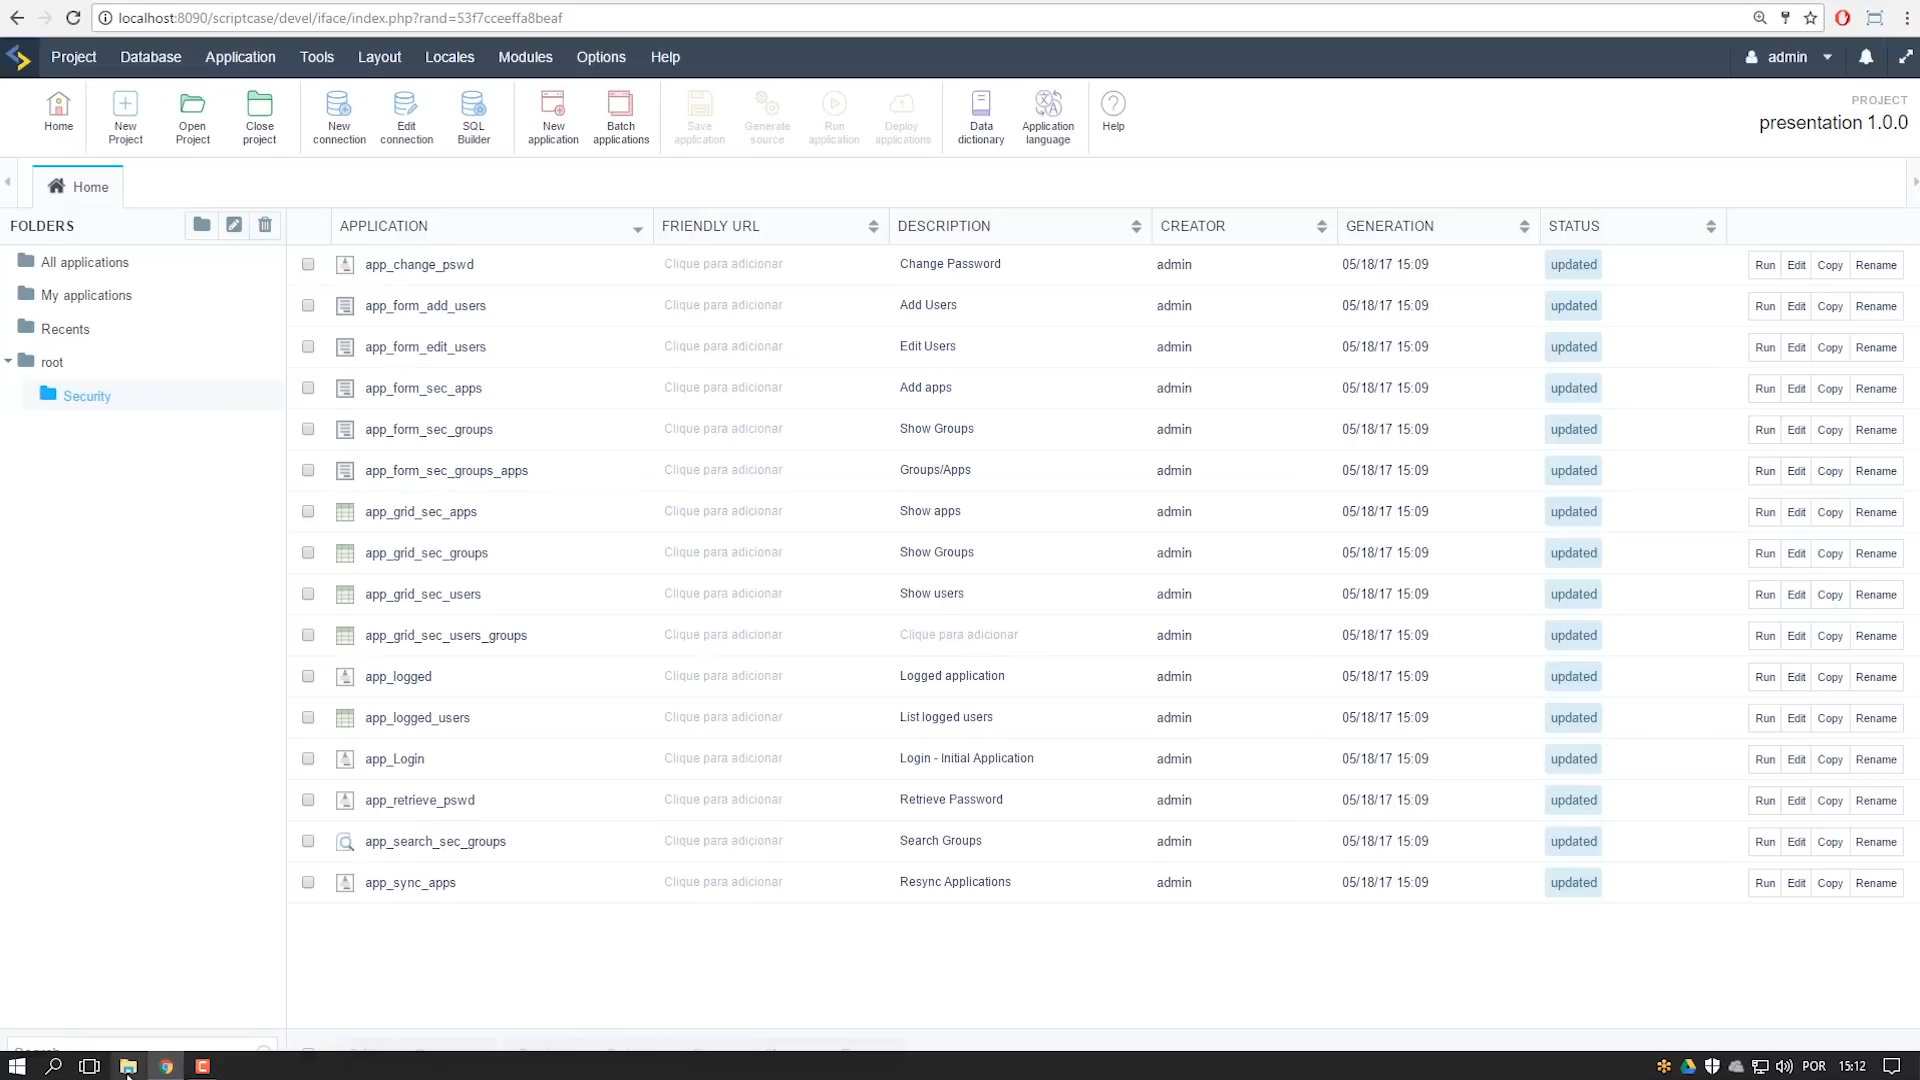 localhost:8090/scriptcase/devel/iface/index.php?rand=53f7cceeffa8beaf
Project Database Application Tools Layout Locales Modules Options Help admin
Home
New Project
Open Project
Close project
New connection
Edit connection
SQL Builder
New application
Batch applications
Save application
Generate source
Run application
Deploy applications
Data dictionary
Application language
Help
PROJECT
presentation 1.0.0
Home
FOLDERS
All applications
My applications
Recents
root
Security
APPLICATION FRIENDLY URL DESCRIPTION CREATOR GENERATION STATUS
app_change_pswd Clique para adicionar Change Password admin 05/18/17 15:09 updated Run Edit Copy Rename
app_form_add_users Clique para adicionar Add Users admin 05/18/17 15:09 updated Run Edit Copy Rename
app_form_edit_users Clique para adicionar Edit Users admin 05/18/17 15:09 updated Run Edit Copy Rename
app_form_sec_apps Clique para adicionar Add apps admin 05/18/17 15:09 updated Run Edit Copy Rename
app_form_sec_groups Clique para adicionar Show Groups admin 05/18/17 15:09 updated Run Edit Copy Rename
app_form_sec_groups_apps Clique para adicionar Groups/Apps admin 05/18/17 15:09 updated Run Edit Copy Rename
app_grid_sec_apps Clique para adicionar Show apps admin 05/18/17 15:09 updated Run Edit Copy Rename
app_grid_sec_groups Clique para adicionar Show Groups admin 05/18/17 15:09 updated Run Edit Copy Rename
app_grid_sec_users Clique para adicionar Show users admin 05/18/17 15:09 updated Run Edit Copy Rename
app_grid_sec_users_groups Clique para adicionar Clique para adicionar admin 05/18/17 15:09 updated Run Edit Copy Rename
app_logged Clique para adicionar Logged application admin 05/18/17 15:09 updated Run Edit Copy Rename
app_logged_users Clique para adicionar List logged users admin 05/18/17 15:09 updated Run Edit Copy Rename
app_Login Clique para adicionar Login - Initial Application admin 05/18/17 15:09 updated Run Edit Copy Rename
app_retrieve_pswd Clique para adicionar Retrieve Password admin 05/18/17 15:09 updated Run Edit Copy Rename
app_search_sec_groups Clique para adicionar Search Groups admin 05/18/17 15:09 updated Run Edit Copy Rename
app_sync_apps Clique para adicionar Resync Applications admin 05/18/17 15:09 updated Run Edit Copy Rename
POR 15:12